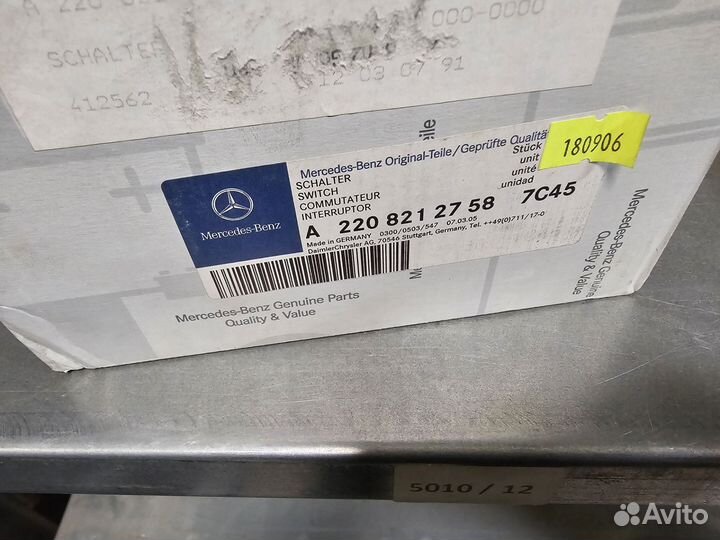 A 220 821
000-0000
SCHALTER
12 03 07 91
412562
Mercedes-Benz Original-Teile/Geprüfte Qualität
SCHALTER
SWITCH
COMMUTATEUR
INTERRUPTOR
Stück
unit
unité
unidad
180906
A 220 821 27 58 7C45
Made in GERMANY 0300/0503/547 07.03.05
DaimlerChrysler AG, 70546 Stuttgart, Germany, Tel. ++49(0)711/17-0
Mercedes-Benz
Mercedes-Benz Genuine Parts
Quality & Value
Mercedes-Benz Genuine
Quality & Value
eile
5010 / 12
Avito